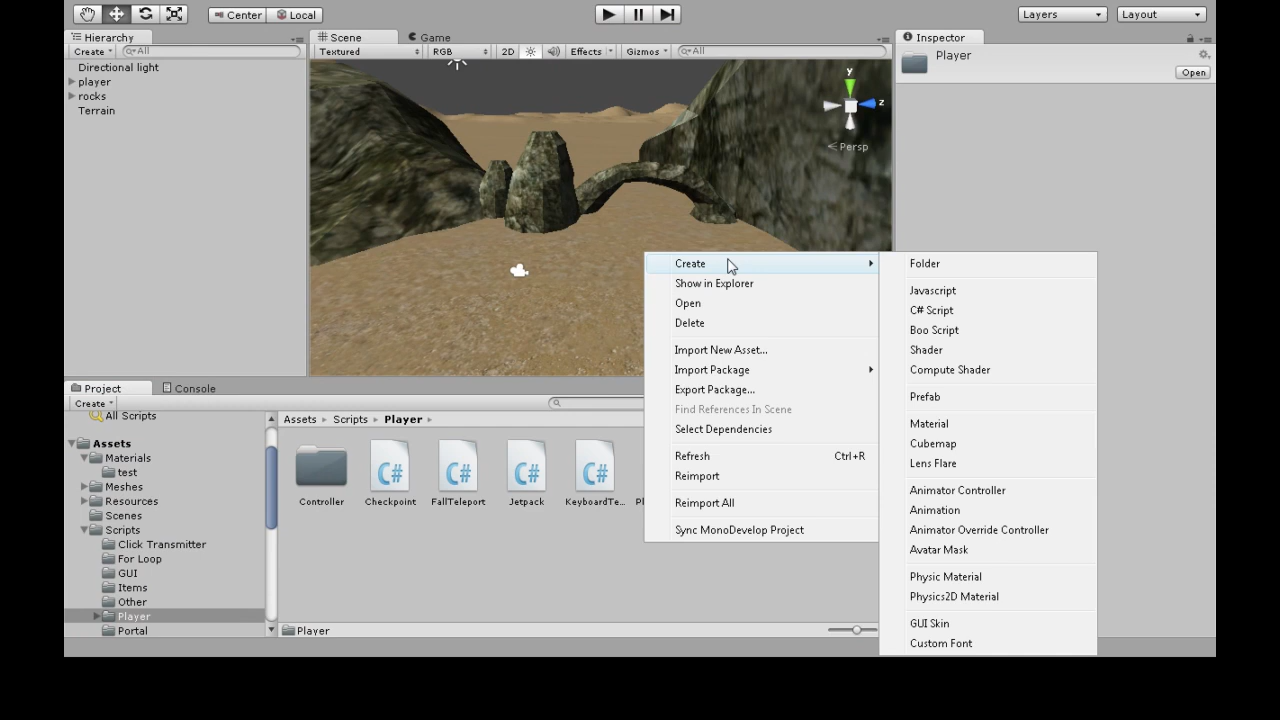 Center Local
Layers Layout
Hierarchy
Create All
Directional light
player
rocks
Terrain
Scene Game
Textured RGB 2D Effects Gizmos All
y
z
Persp
Inspector
Player
Open
Create
Show in Explorer
Open
Delete
Import New Asset...
Import Package
Export Package...
Find References In Scene
Select Dependencies
Refresh Ctrl+R
Reimport
Reimport All
Sync MonoDevelop Project
Folder
Javascript
C# Script
Boo Script
Shader
Compute Shader
Prefab
Material
Cubemap
Lens Flare
Animator Controller
Animation
Animator Override Controller
Avatar Mask
Physic Material
Physics2D Material
GUI Skin
Custom Font
Project Console
Create
All Scripts
Assets
Materials
test
Meshes
Resources
Scenes
Scripts
Click Transmitter
For Loop
GUI
Items
Other
Player
Portal
Assets Scripts Player
C# C# C# C#
Controller Checkpoint FallTeleport Jetpack KeyboardTe...
Player